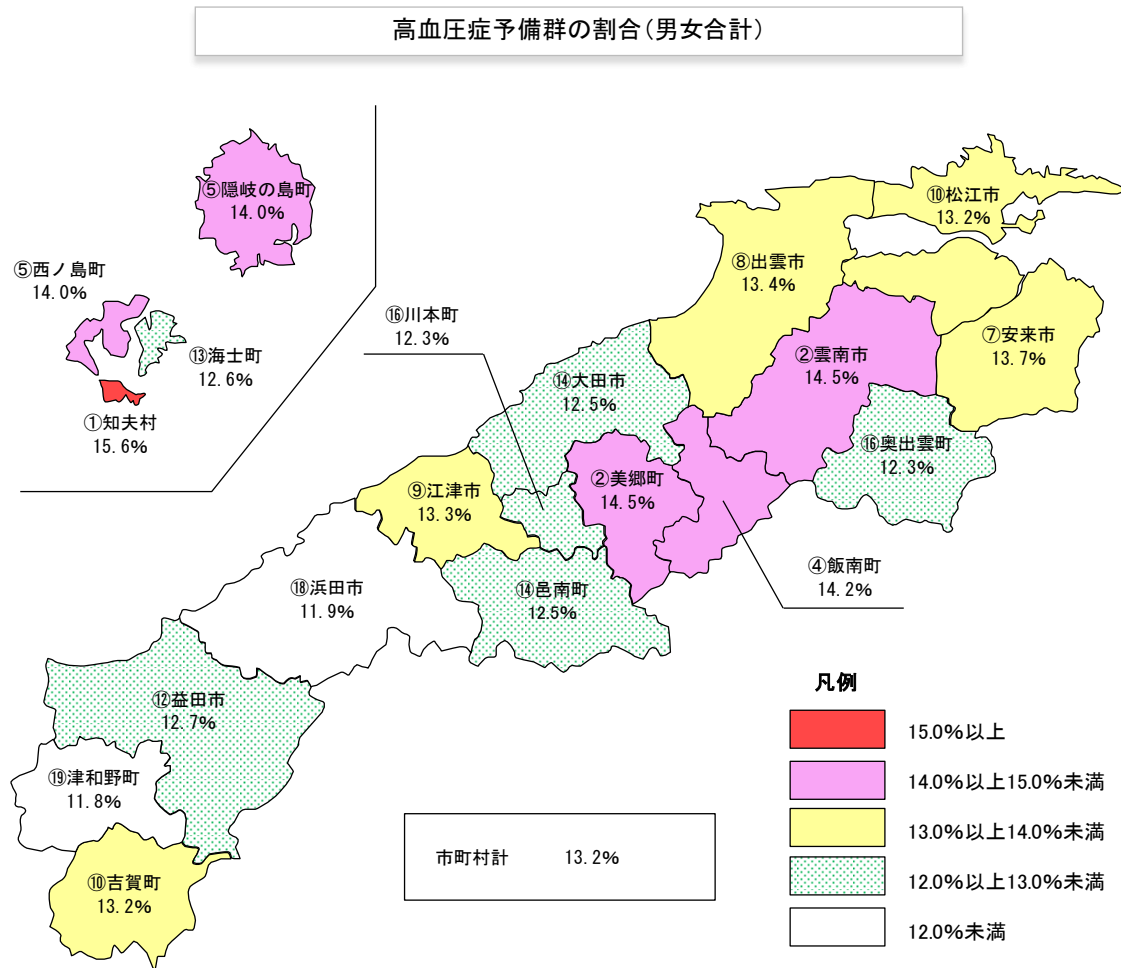 高血圧症予備群の割合(男女合計)
⑤隠岐の島町
14.0%
⑤西ノ島町
14.0%
⑬海士町
12.6%
①知夫村
15.6%
⑩松江市
13.2%
⑧出雲市
13.4%
⑦安来市
13.7%
②雲南市
14.5%
⑯奥出雲町
12.3%
⑯川本町
12.3%
⑭大田市
12.5%
②美郷町
14.5%
④飯南町
14.2%
⑨江津市
13.3%
⑭邑南町
12.5%
⑱浜田市
11.9%
⑫益田市
12.7%
⑲津和野町
11.8%
⑩吉賀町
13.2%
市町村計 13.2%
凡例
15.0%以上
14.0%以上15.0%未満
13.0%以上14.0%未満
12.0%以上13.0%未満
12.0%未満